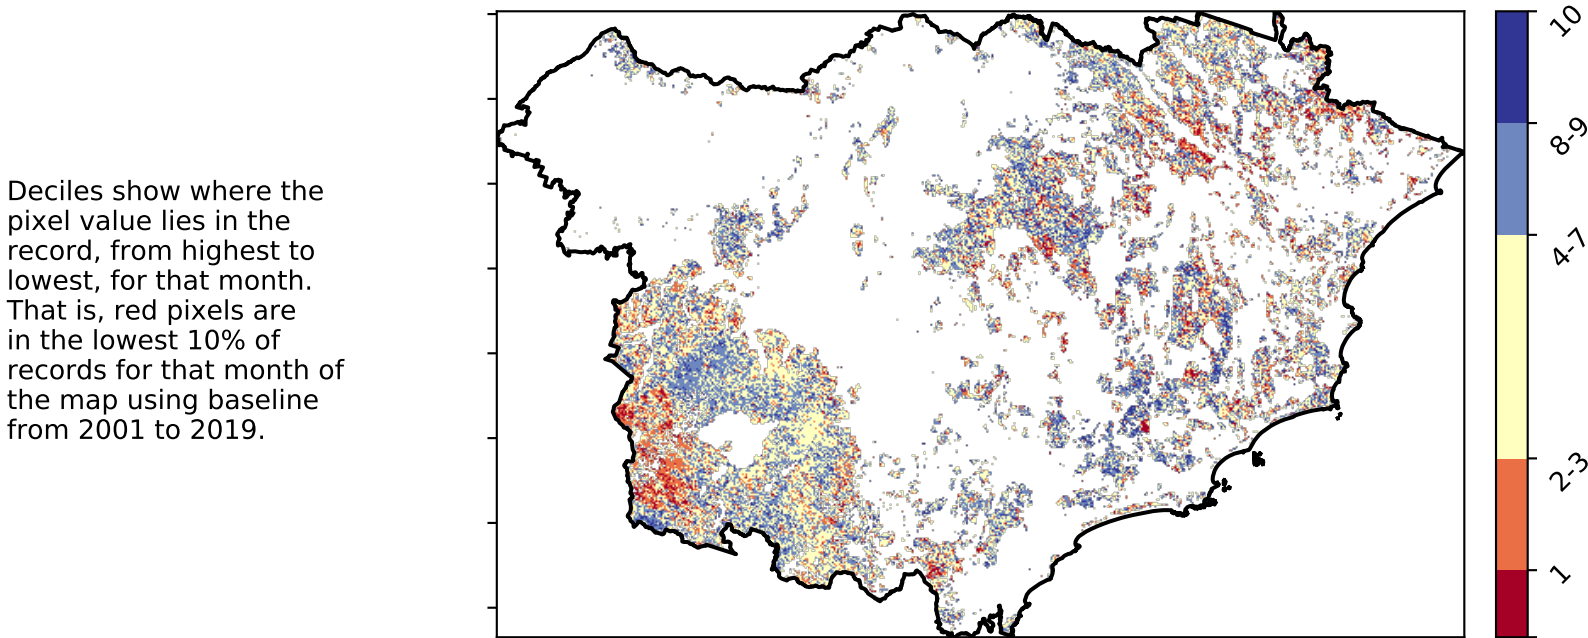 Deciles show where the
pixel value lies in the
record, from highest to
lowest, for that month.
That is, red pixels are
in the lowest 10% of
records for that month of
the map using baseline
from 2001 to 2019.
10
8-9
4-7
2-3
1